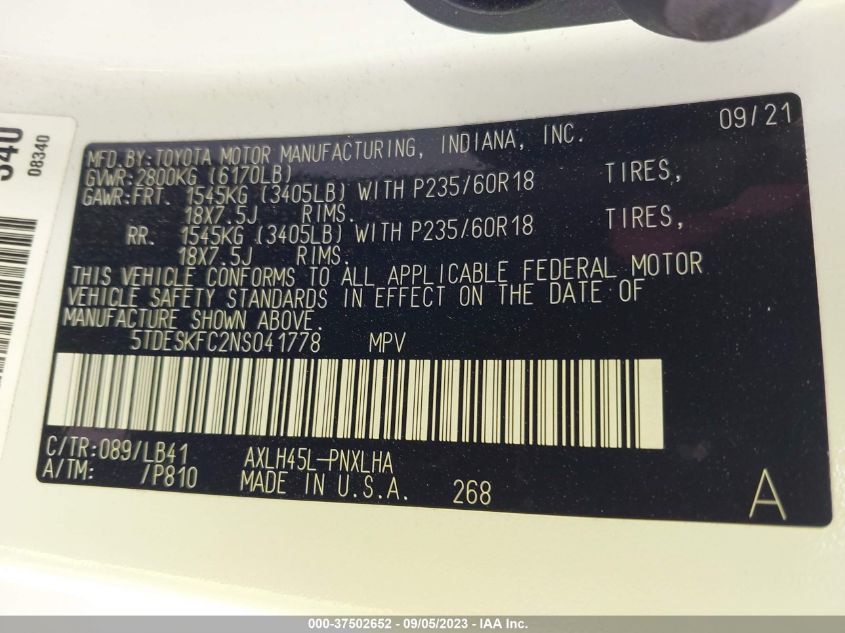 09/21
MFD.BY:TOYOTA MOTOR MANUFACTURING, INDIANA, INC.
GVWR:2800KG (6170LB)
GAWR:FRT. 1545KG (3405LB) WITH P235/60R18 TIRES,
18X7.5J RIMS.
RR. 1545KG (3405LB) WITH P235/60R18 TIRES,
18X7.5J RIMS.
THIS VEHICLE CONFORMS TO ALL APPLICABLE FEDERAL MOTOR
VEHICLE SAFETY STANDARDS IN EFFECT ON THE DATE OF
MANUFACTURE SHOWN ABOVE.
5TDESKFC2NS041778 MPV
C/TR:089/LB41 AXLH45L-PNXLHA
A/TM: /P810 MADE IN U.S.A. 268 A
08340
000-37502652 - 09/05/2023 - IAA Inc.